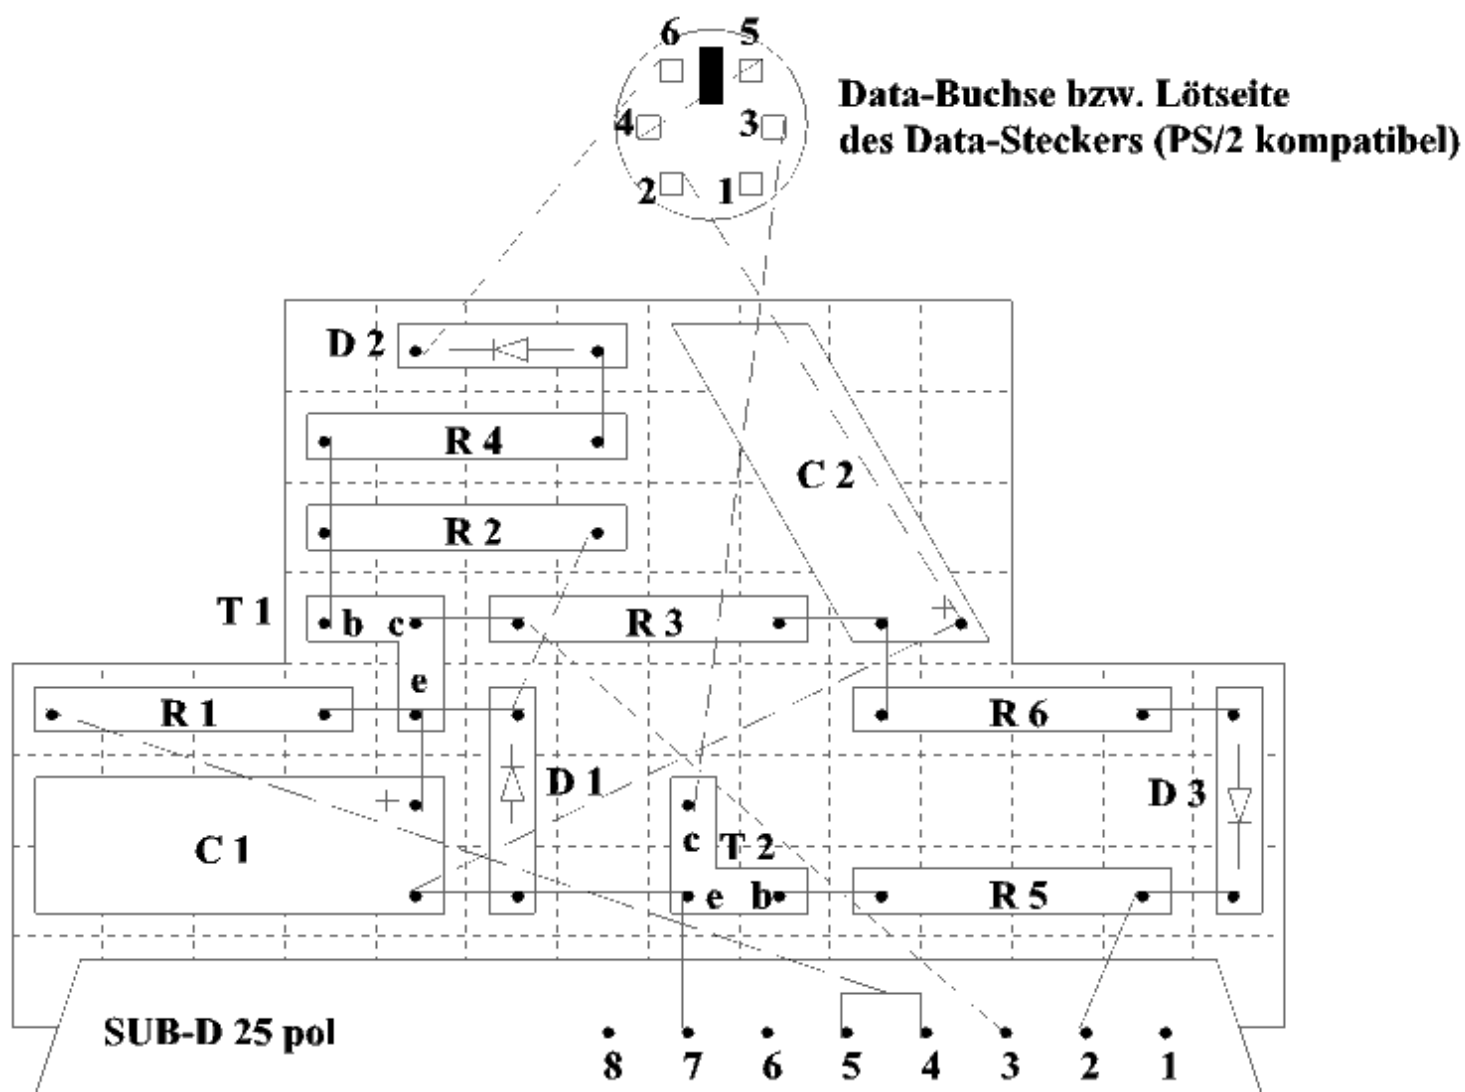 6 5
Data-Buchse bzw. Lötseite
4 3
des Data-Steckers (PS/2 kompatibel)
2 1
D 2
R 4
C 2
R 2
T 1 b c R 3 +
e
R 1 R 6
D 1 D 3
+
C 1 c T 2
e b R 5
SUB-D 25 pol
8 7 6 5 4 3 2 1